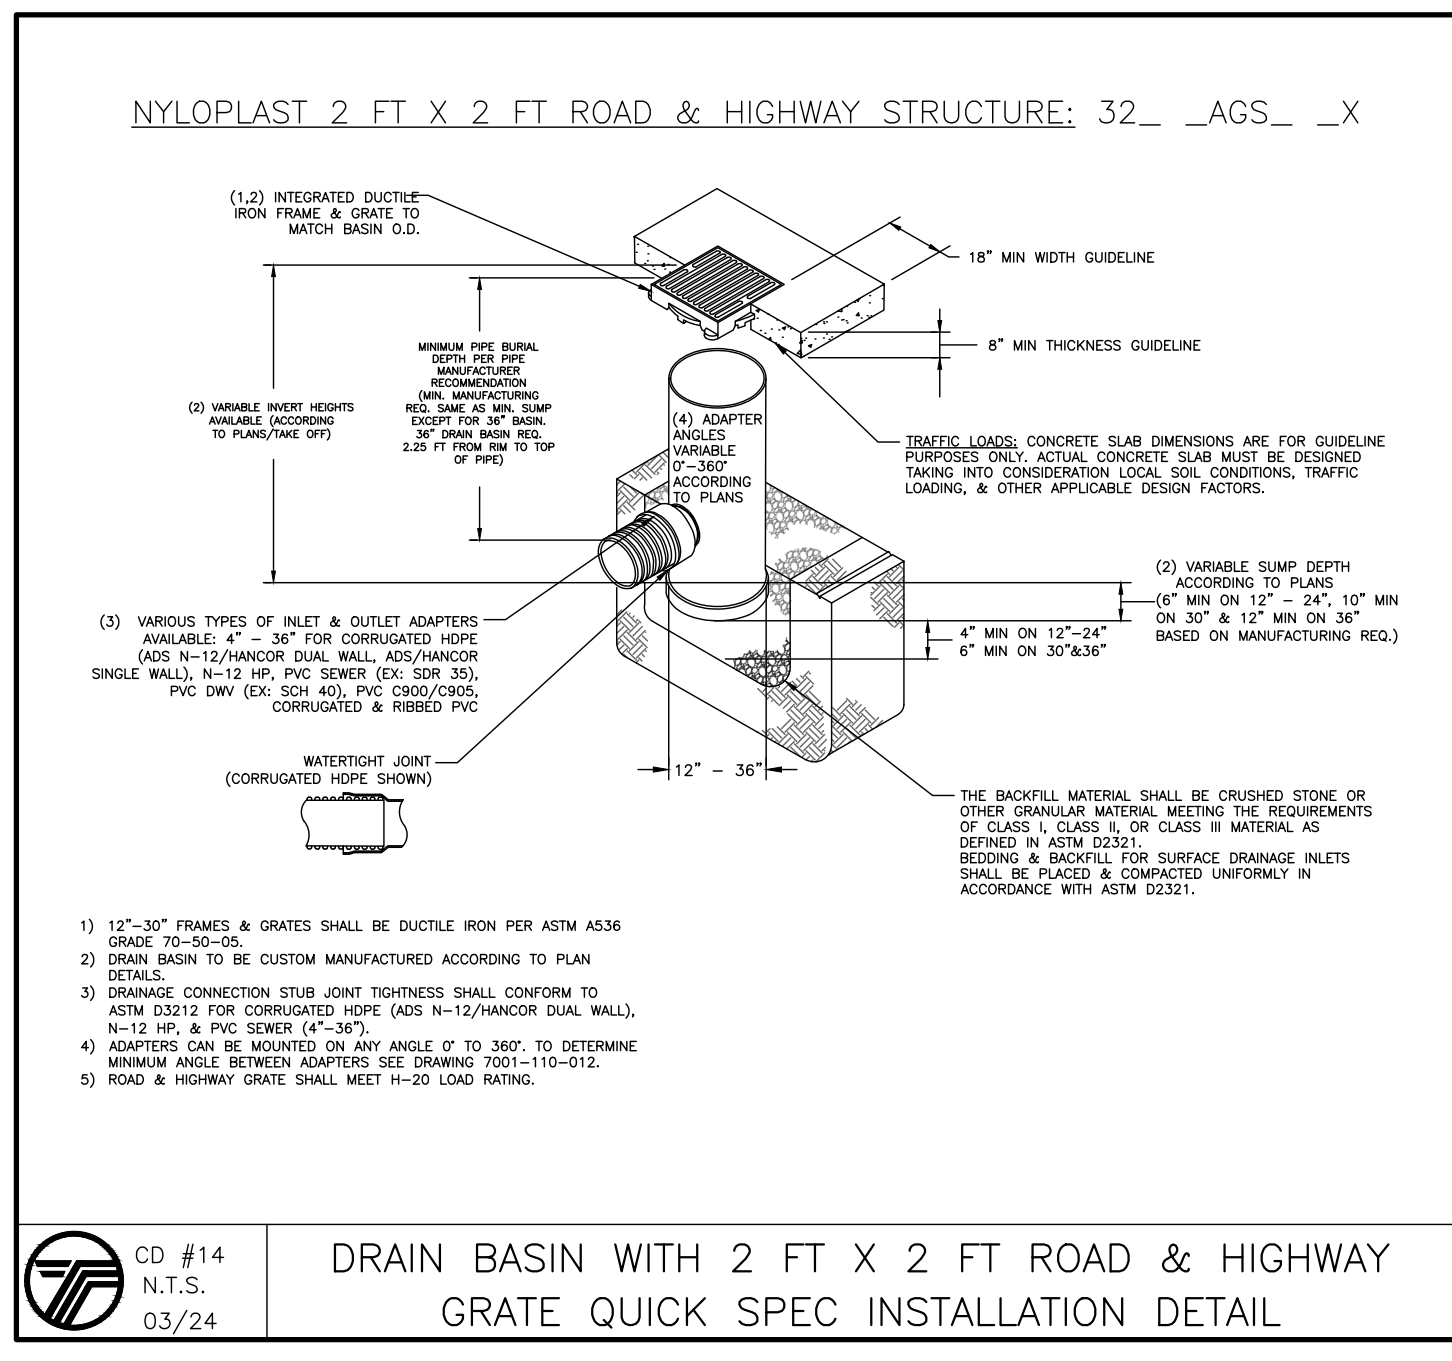 NYLOPLAST 2 FT X 2 FT ROAD & HIGHWAY STRUCTURE: 32_ _AGS_ _X
(1,2) INTEGRATED DUCTILE
IRON FRAME & GRATE TO
MATCH BASIN O.D.
18" MIN WIDTH GUIDELINE
8" MIN THICKNESS GUIDELINE
MINIMUM PIPE BURIAL
DEPTH PER PIPE
MANUFACTURER
RECOMMENDATION
(MIN. MANUFACTURING
REQ. SAME AS MIN. SUMP
EXCEPT FOR 36" BASIN.
36" DRAIN BASIN REQ.
2.25 FT FROM RIM TO TOP
OF PIPE)
(2) VARIABLE INVERT HEIGHTS
AVAILABLE (ACCORDING
TO PLANS/TAKE OFF)
(4) ADAPTER
ANGLES
VARIABLE
0°-360°
ACCORDING
TO PLANS
TRAFFIC LOADS: CONCRETE SLAB DIMENSIONS ARE FOR GUIDELINE
PURPOSES ONLY. ACTUAL CONCRETE SLAB MUST BE DESIGNED
TAKING INTO CONSIDERATION LOCAL SOIL CONDITIONS, TRAFFIC
LOADING, & OTHER APPLICABLE DESIGN FACTORS.
(2) VARIABLE SUMP DEPTH
ACCORDING TO PLANS
(6" MIN ON 12" - 24", 10" MIN
ON 30" & 12" MIN ON 36"
BASED ON MANUFACTURING REQ.)
4" MIN ON 12"-24"
6" MIN ON 30"&36"
(3) VARIOUS TYPES OF INLET & OUTLET ADAPTERS
AVAILABLE: 4" - 36" FOR CORRUGATED HDPE
(ADS N-12/HANCOR DUAL WALL, ADS/HANCOR
SINGLE WALL), N-12 HP, PVC SEWER (EX: SDR 35),
PVC DWV (EX: SCH 40), PVC C900/C905,
CORRUGATED & RIBBED PVC
WATERTIGHT JOINT
(CORRUGATED HDPE SHOWN)
12" - 36"
THE BACKFILL MATERIAL SHALL BE CRUSHED STONE OR
OTHER GRANULAR MATERIAL MEETING THE REQUIREMENTS
OF CLASS I, CLASS II, OR CLASS III MATERIAL AS
DEFINED IN ASTM D2321.
BEDDING & BACKFILL FOR SURFACE DRAINAGE INLETS
SHALL BE PLACED & COMPACTED UNIFORMLY IN
ACCORDANCE WITH ASTM D2321.
1) 12"-30" FRAMES & GRATES SHALL BE DUCTILE IRON PER ASTM A536
GRADE 70-50-05.
2) DRAIN BASIN TO BE CUSTOM MANUFACTURED ACCORDING TO PLAN
DETAILS.
3) DRAINAGE CONNECTION STUB JOINT TIGHTNESS SHALL CONFORM TO
ASTM D3212 FOR CORRUGATED HDPE (ADS N-12/HANCOR DUAL WALL),
N-12 HP, & PVC SEWER (4"-36").
4) ADAPTERS CAN BE MOUNTED ON ANY ANGLE 0° TO 360°. TO DETERMINE
MINIMUM ANGLE BETWEEN ADAPTERS SEE DRAWING 7001-110-012.
5) ROAD & HIGHWAY GRATE SHALL MEET H-20 LOAD RATING.
CD #14
N.T.S.
03/24
DRAIN BASIN WITH 2 FT X 2 FT ROAD & HIGHWAY
GRATE QUICK SPEC INSTALLATION DETAIL